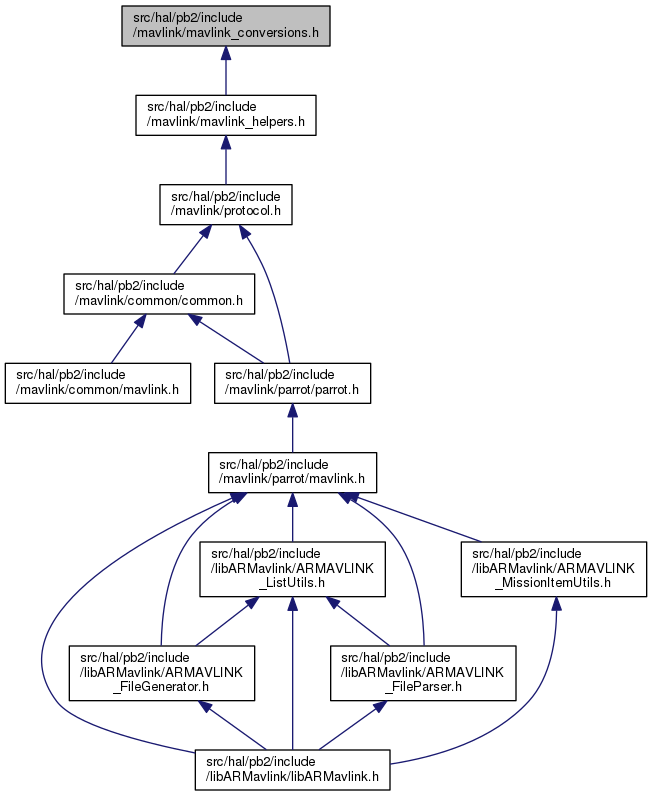 src/hal/pb2/include
/mavlink/mavlink_conversions.h
src/hal/pb2/include
/mavlink/mavlink_helpers.h
src/hal/pb2/include
/mavlink/protocol.h
src/hal/pb2/include
/mavlink/common/common.h
src/hal/pb2/include
/mavlink/common/mavlink.h
src/hal/pb2/include
/mavlink/parrot/parrot.h
src/hal/pb2/include
/mavlink/parrot/mavlink.h
src/hal/pb2/include
/libARMavlink/ARMAVLINK
_ListUtils.h
src/hal/pb2/include
/libARMavlink/ARMAVLINK
_MissionItemUtils.h
src/hal/pb2/include
/libARMavlink/ARMAVLINK
_FileGenerator.h
src/hal/pb2/include
/libARMavlink/ARMAVLINK
_FileParser.h
src/hal/pb2/include
/libARMavlink/libARMavlink.h